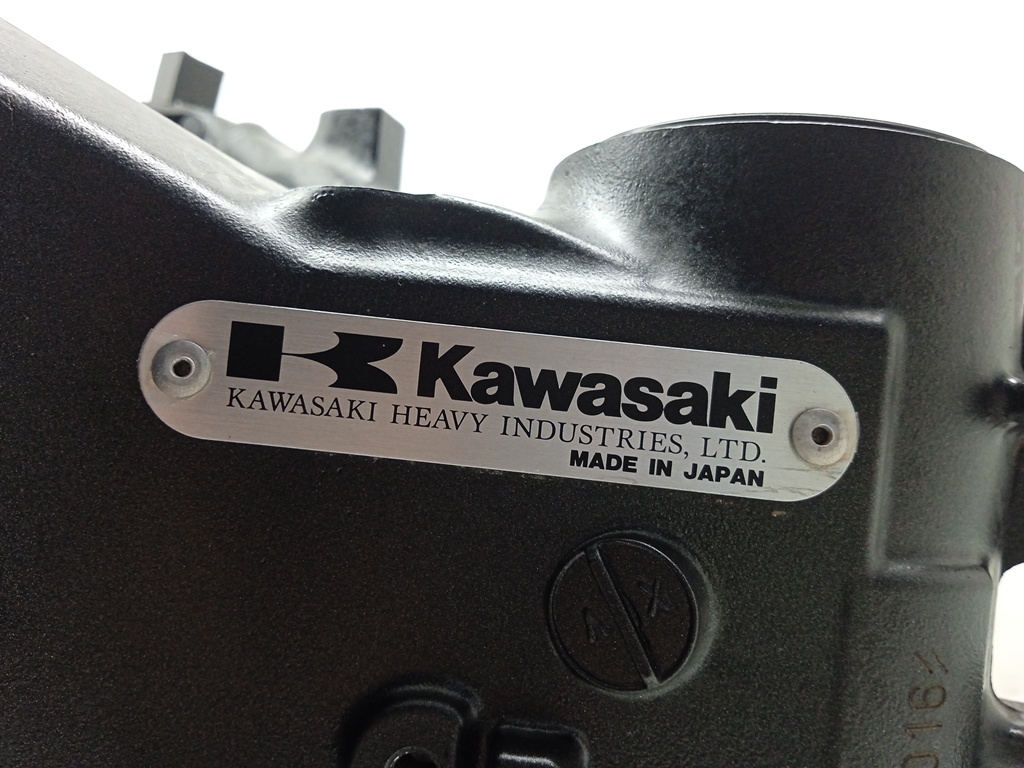 Kawasaki
KAWASAKI HEAVY INDUSTRIES, LTD.
MADE IN JAPAN